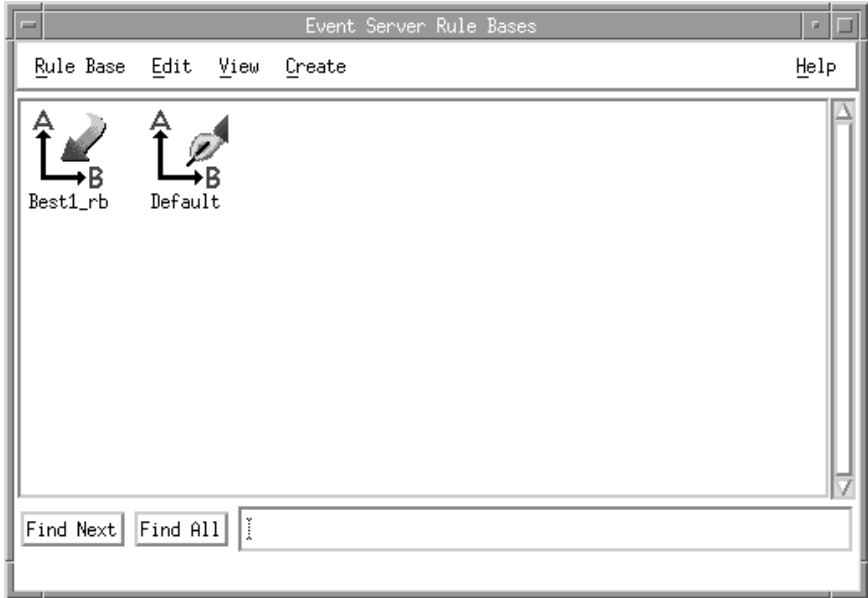 Event Server Rule Bases
Rule Base Edit View Create Help
A A
B B
Best1_rb Default
Find Next Find All